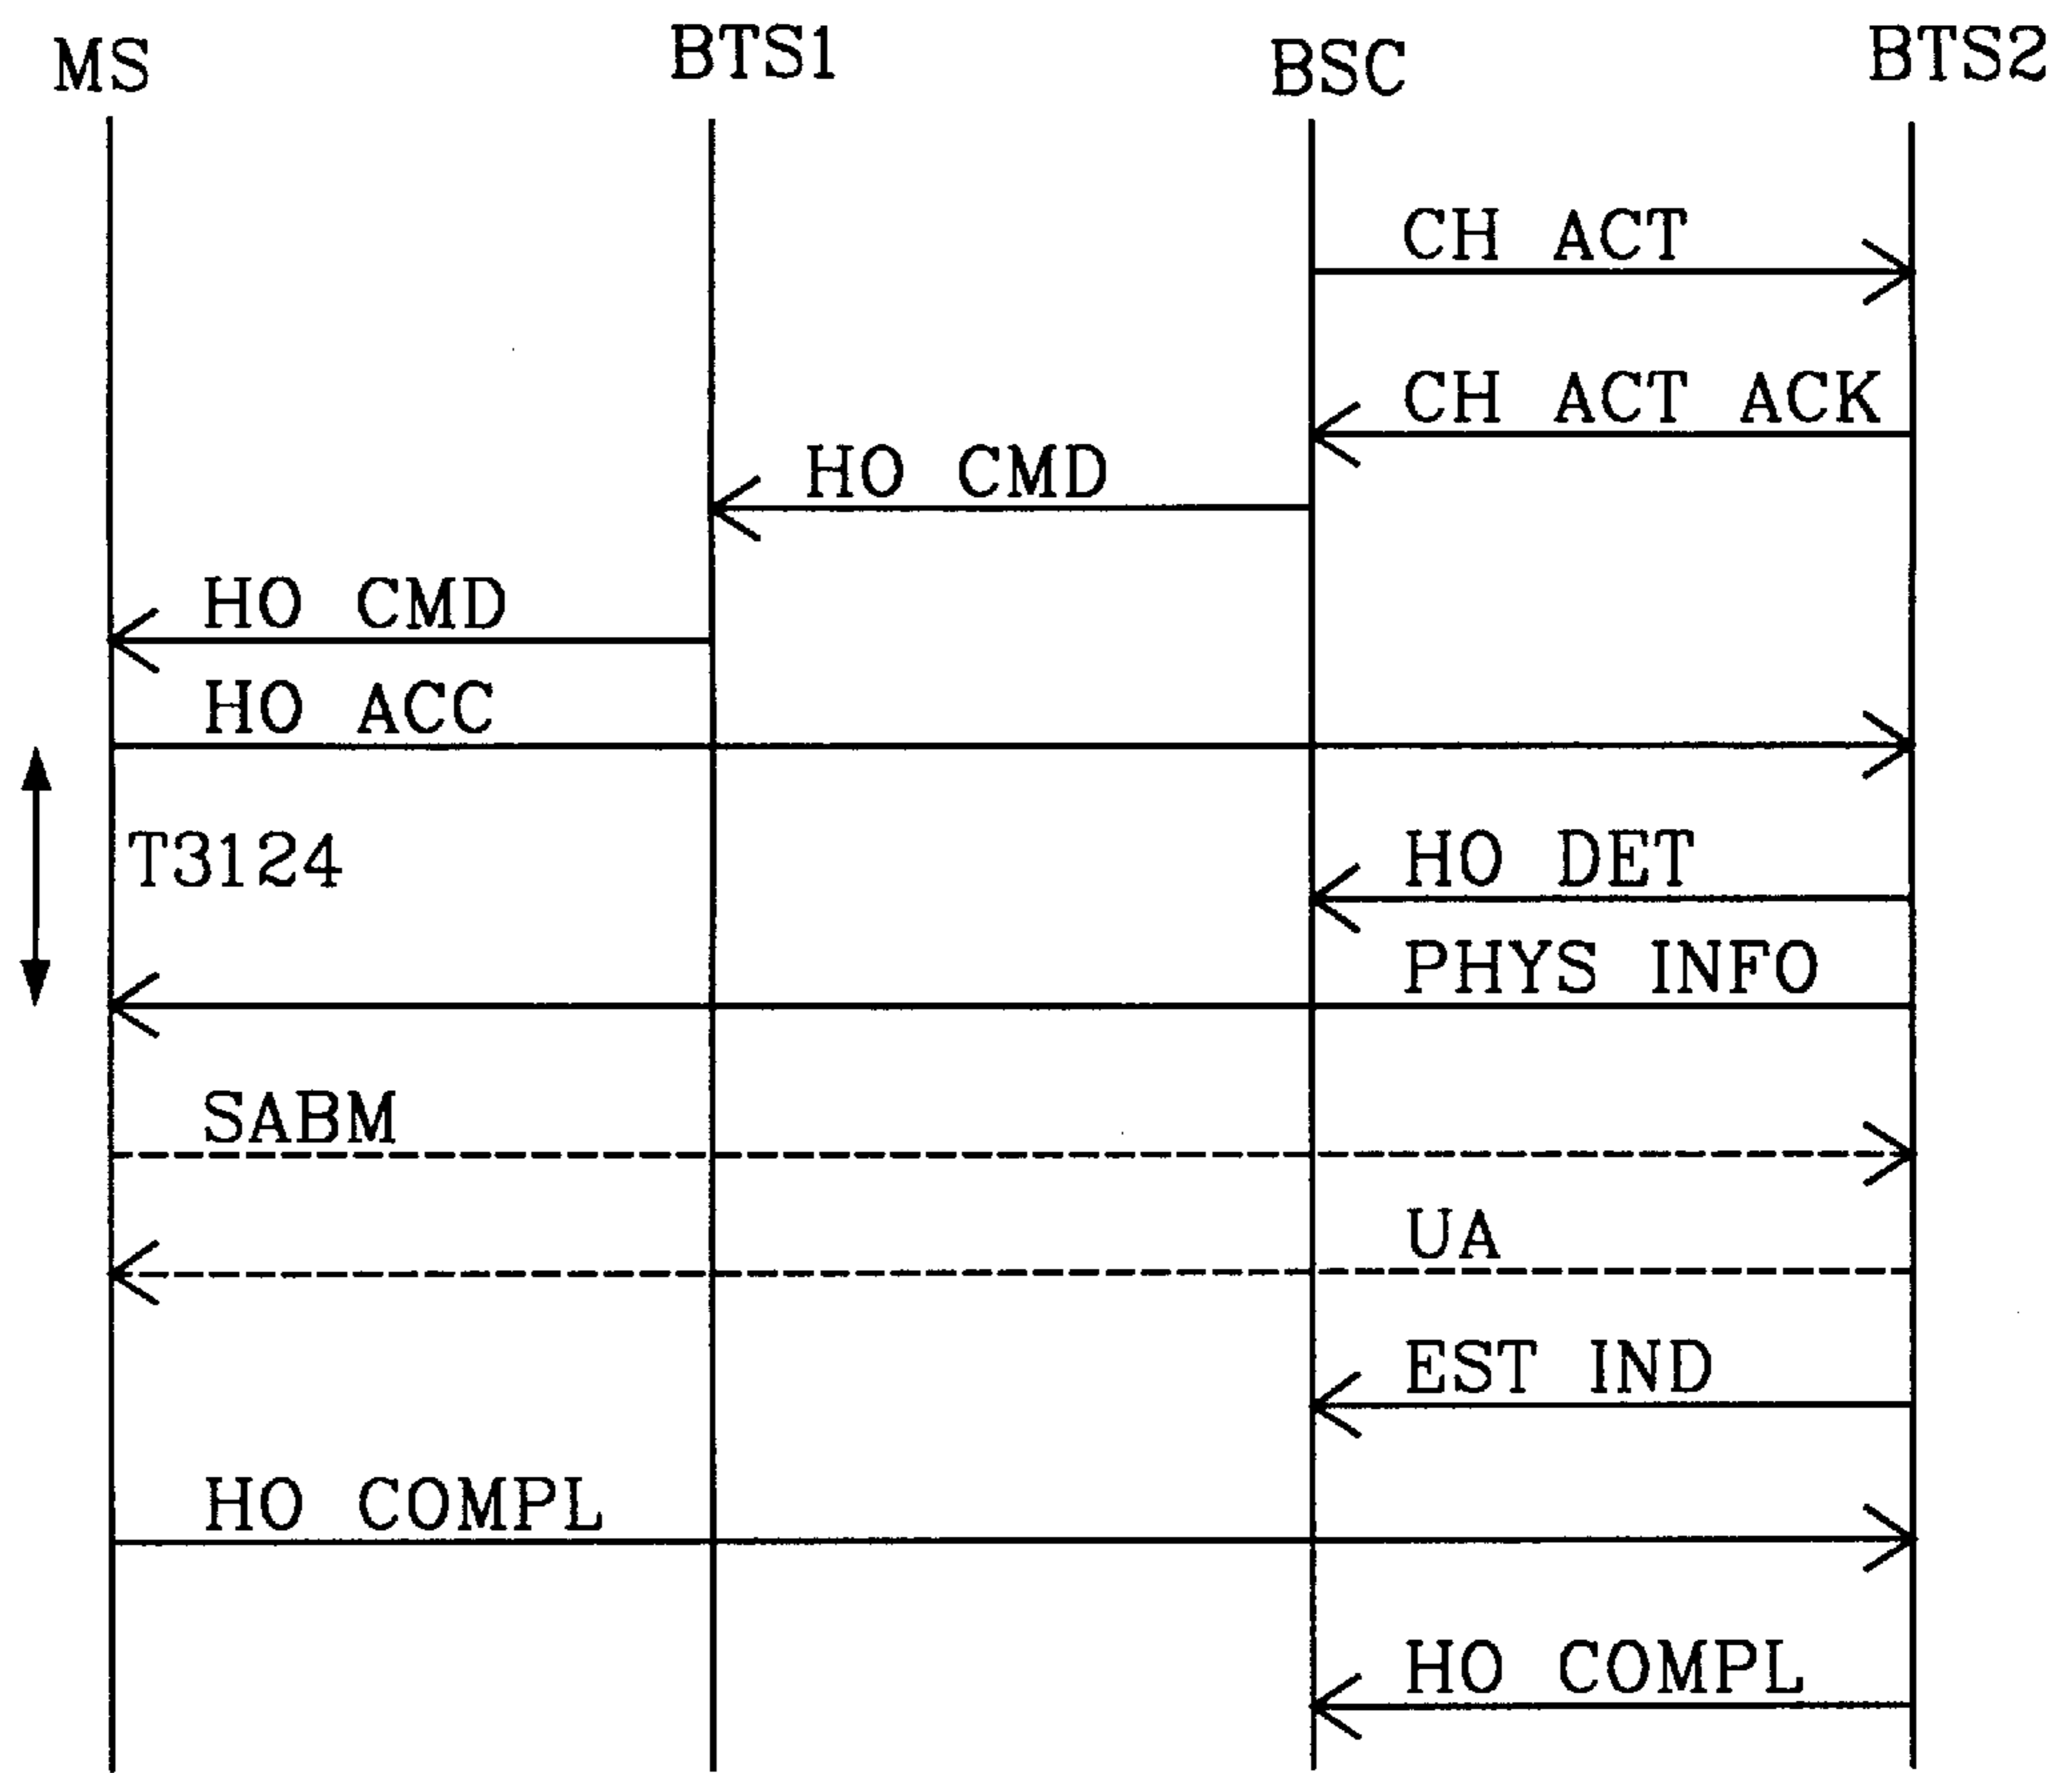 MS BTS1 BSC BTS2
CH ACT
CH ACT ACK
HO CMD
HO CMD
HO ACC
T3124
HO DET
PHYS INFO
SABM
UA
EST IND
HO COMPL
HO COMPL